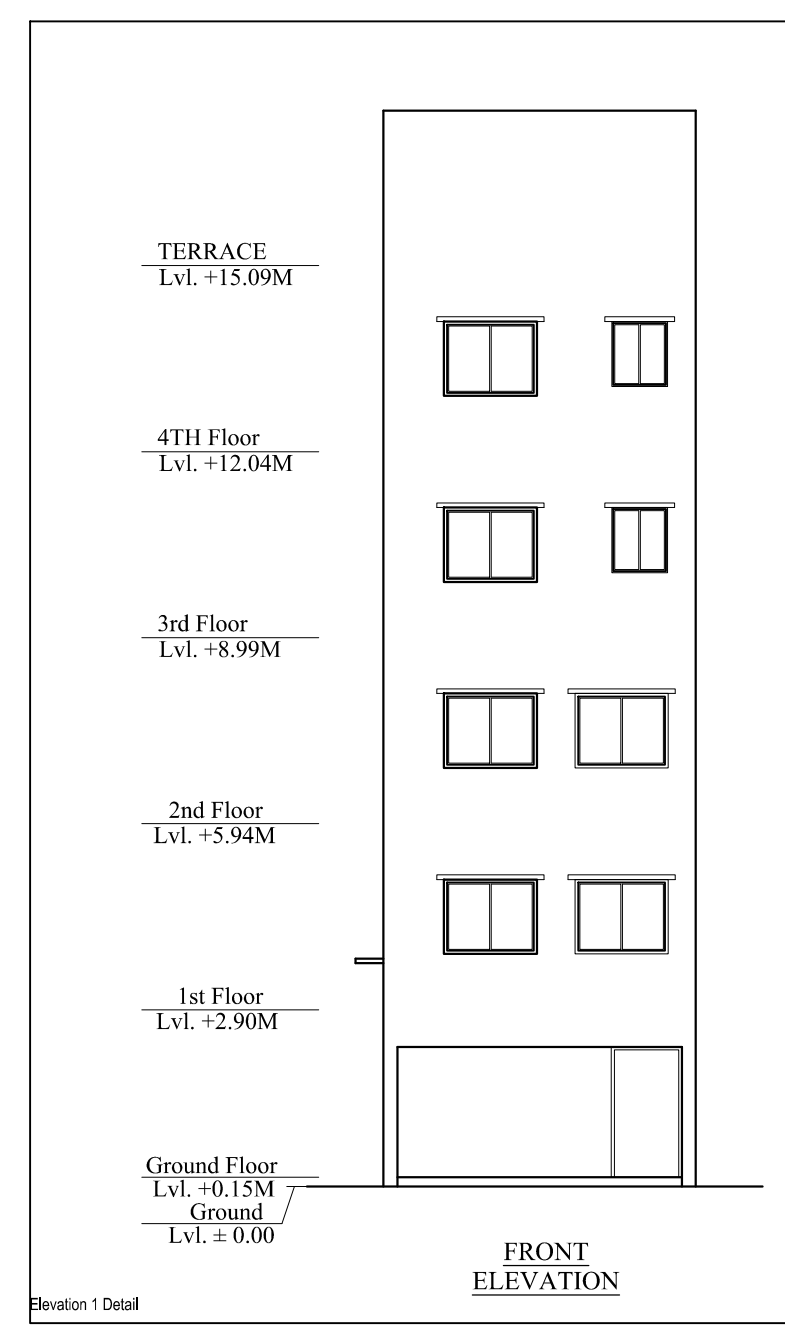 TERRACE
Lvl. +15.09M
4TH Floor
Lvl. +12.04M
3rd Floor
Lvl. +8.99M
2nd Floor
Lvl. +5.94M
1st Floor
Lvl. +2.90M
Ground Floor
Lvl. +0.15M
Ground
Lvl. ± 0.00
FRONT
ELEVATION
Elevation 1 Detail